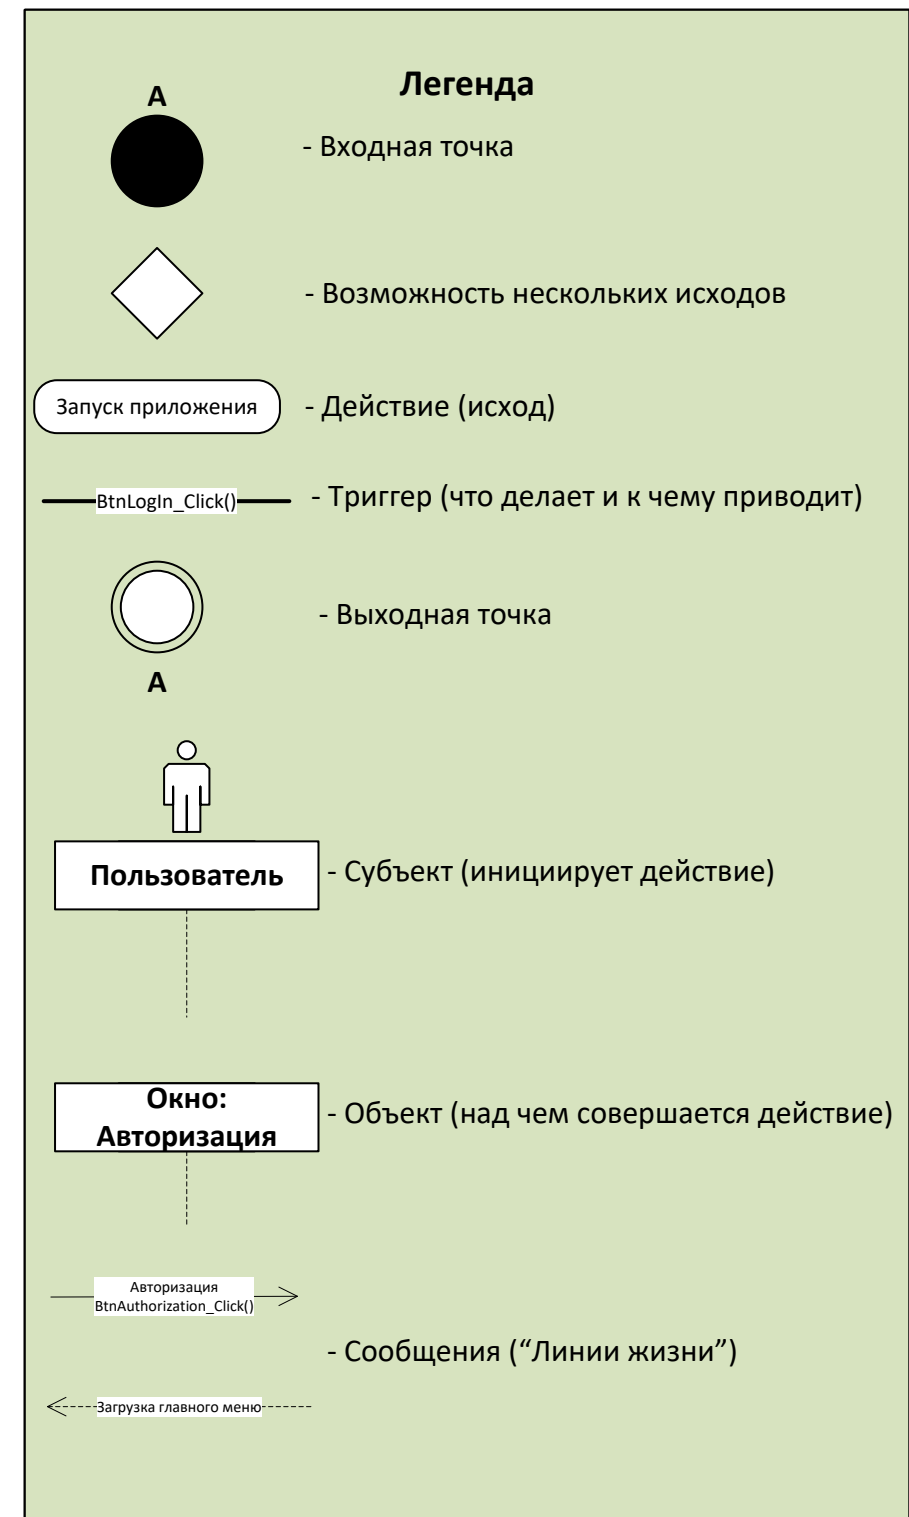 Легенда
А
- Входная точка
- Возможность нескольких исходов
Запуск приложения
- Действие (исход)
BtnLogIn_Click()
- Триггер (что делает и к чему приводит)
- Выходная точка
А
Пользователь
- Субъект (инициирует действие)
Окно:
Авторизация
- Объект (над чем совершается действие)
Авторизация
BtnAuthorization_Click()
- Сообщения (“Линии жизни”)
Загрузка главного меню